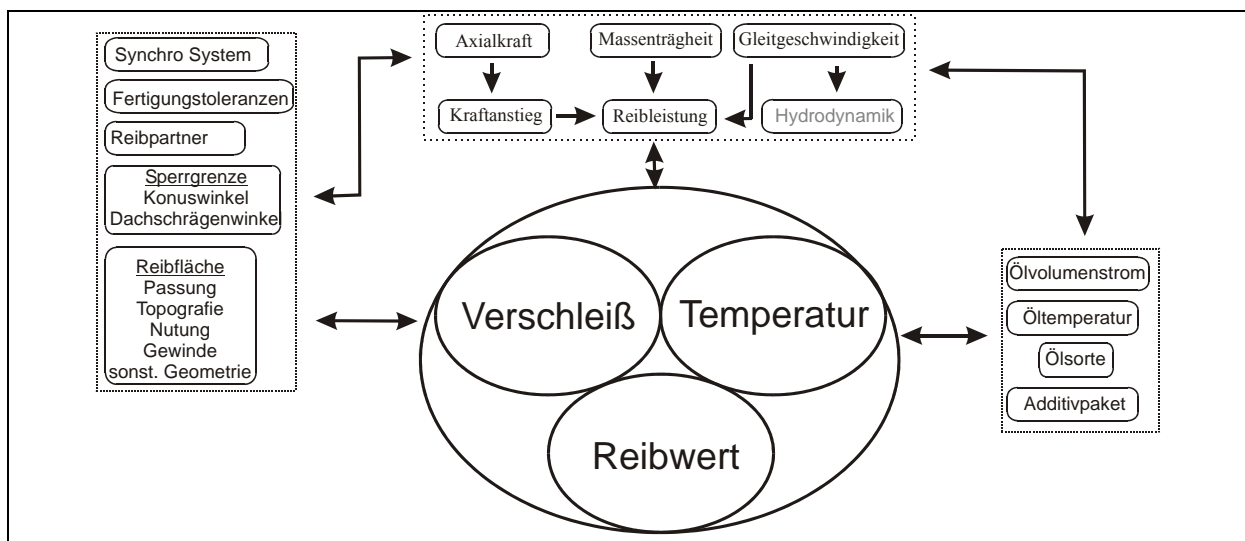 Synchro System
Fertigungstoleranzen
Reibpartner
Sperrgrenze
Konuswinkel
Dachschrägenwinkel
Reibfläche
Passung
Topografie
Nutung
Gewinde
sonst. Geometrie
Axialkraft
Massenträgheit
Gleitgeschwindigkeit
Kraftanstieg
Reibleistung
Hydrodynamik
Verschleiß
Temperatur
Reibwert
Ölvolumenstrom
Öltemperatur
Ölsorte
Additivpaket